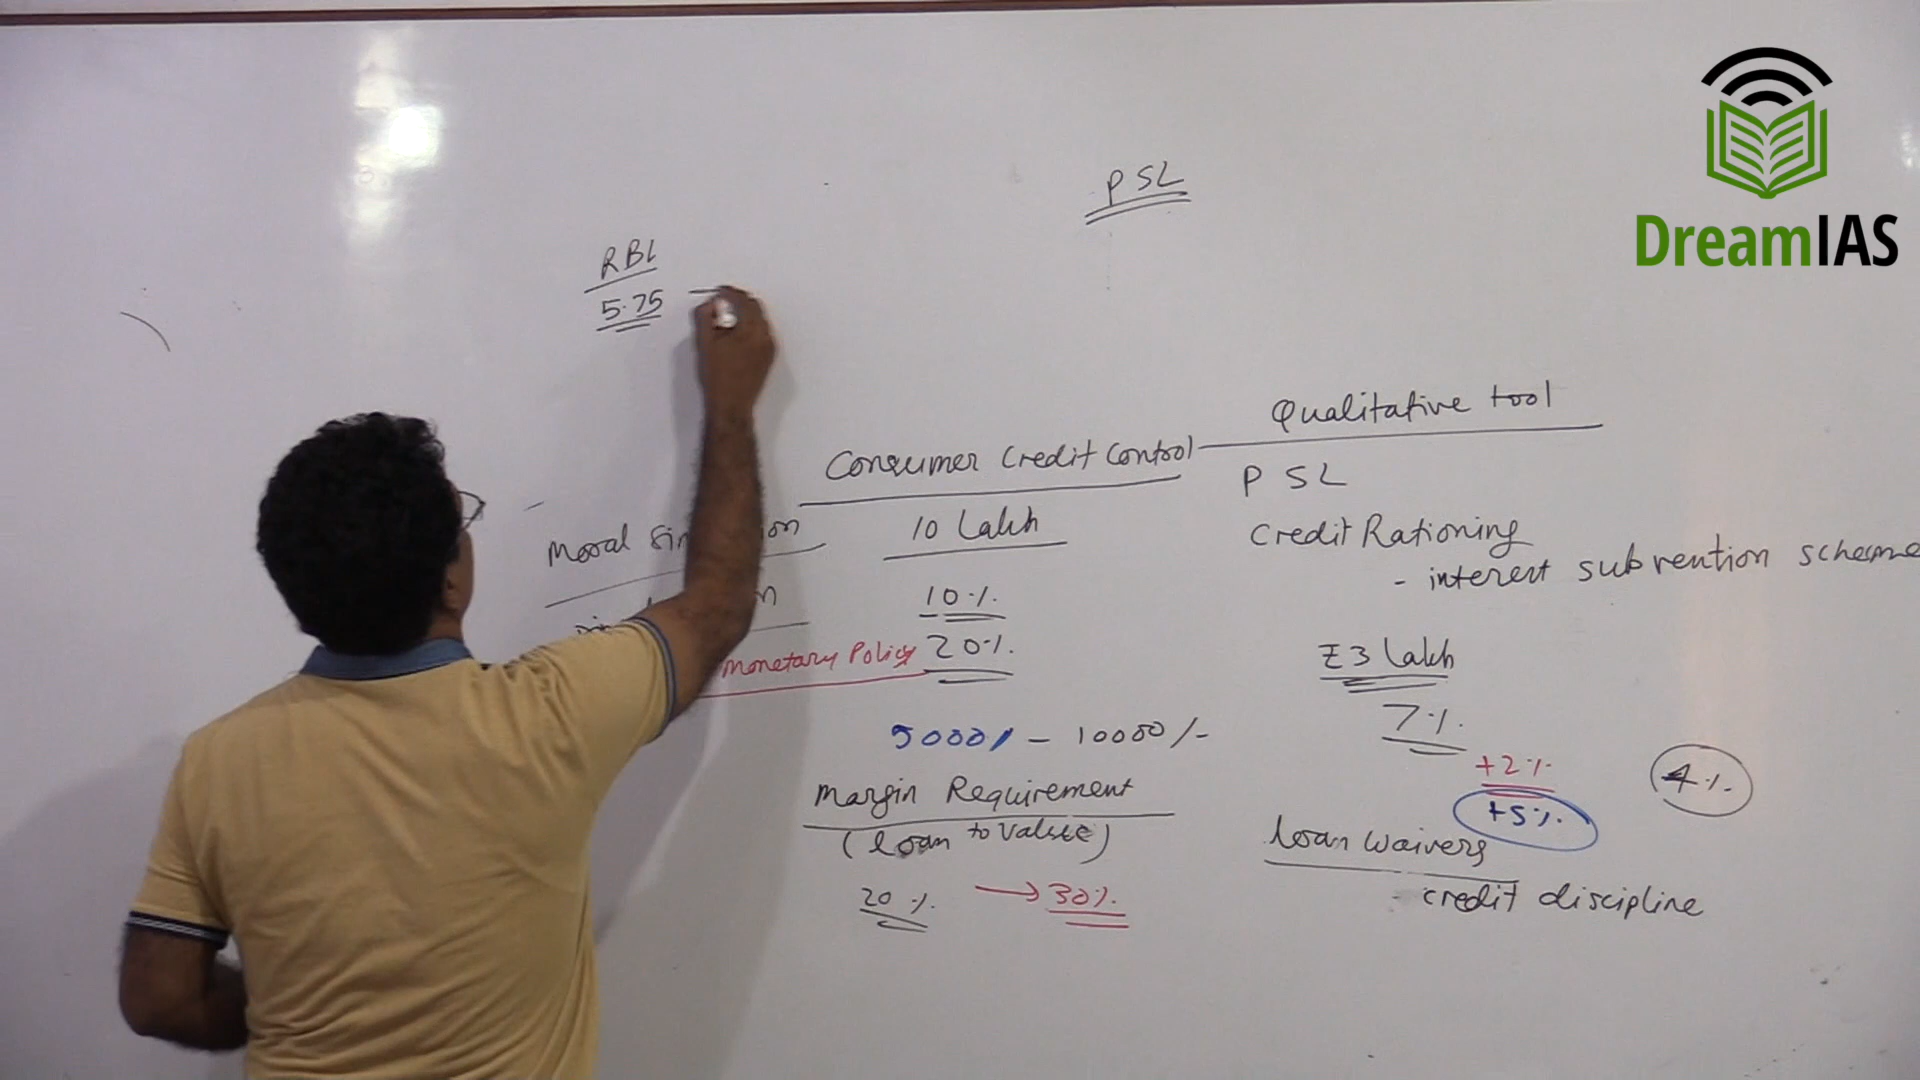 DreamIAS
PSL
RBI
5.75 —
Qualitative tool
Consumer Credit Control
PSL
Moral
10 Lakh
Credit Rationing
- interest subvention scheme
10%
Monetary Policy 20%
₹3 Lakh
7%
+2%
4%
+5%
5000/- - 10000/-
Margin Requirement
(Loan to Value)
Loan Waivers
20% → 30%
- credit discipline